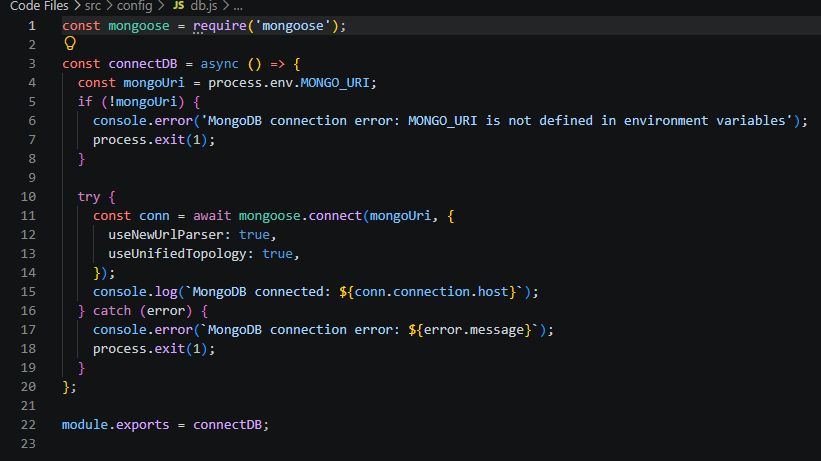 Code Files > src > config > JS db.js > ...
1 const mongoose = require('mongoose');
2
3 const connectDB = async () => {
4   const mongoUri = process.env.MONGO_URI;
5   if (!mongoUri) {
6     console.error('MongoDB connection error: MONGO_URI is not defined in environment variables');
7     process.exit(1);
8   }
9
10   try {
11     const conn = await mongoose.connect(mongoUri, {
12       useNewUrlParser: true,
13       useUnifiedTopology: true,
14     });
15     console.log(`MongoDB connected: ${conn.connection.host}`);
16   } catch (error) {
17     console.error(`MongoDB connection error: ${error.message}`);
18     process.exit(1);
19   }
20 };
21
22 module.exports = connectDB;
23